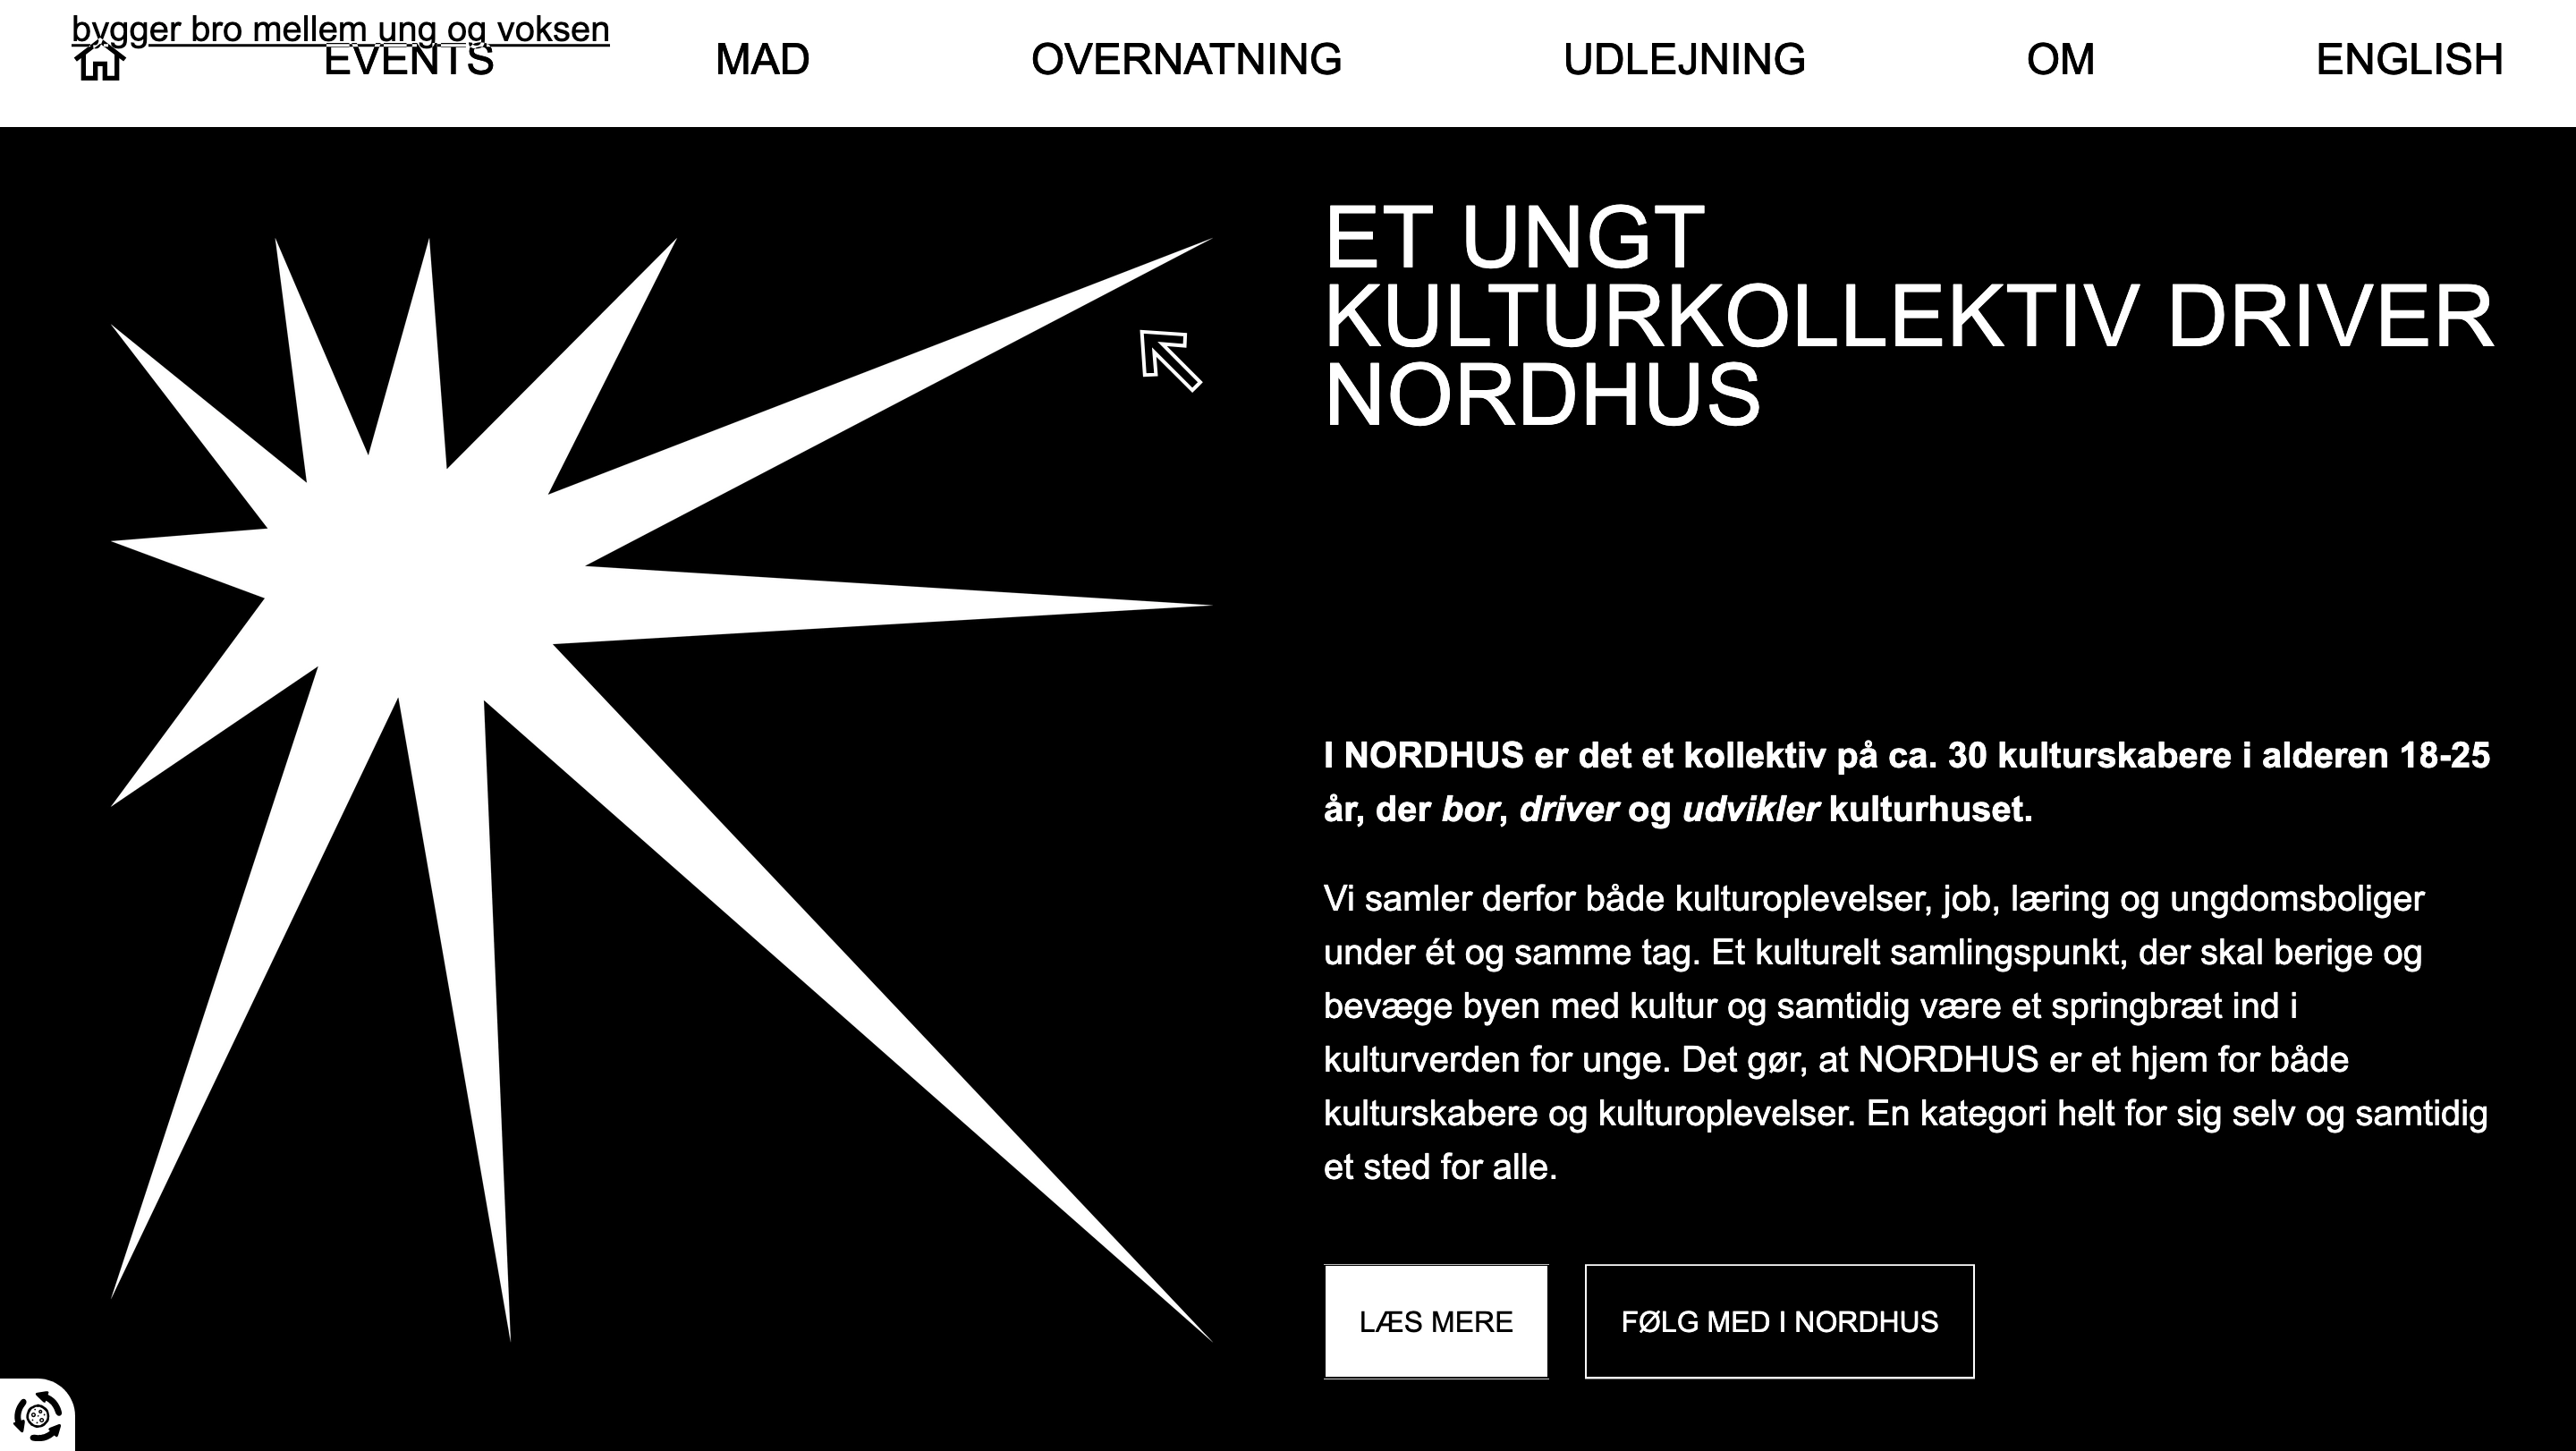 bygger bro mellem ung og voksen
EVENTS MAD OVERNATNING UDLEJNING OM ENGLISH
ET UNGT
KULTURKOLLEKTIV DRIVER
NORDHUS
I NORDHUS er det et kollektiv på ca. 30 kulturskabere i alderen 18-25
år, der bor, driver og udvikler kulturhuset.
Vi samler derfor både kulturoplevelser, job, læring og ungdomsboliger
under ét og samme tag. Et kulturelt samlingspunkt, der skal berige og
bevæge byen med kultur og samtidig være et springbræt ind i
kulturverden for unge. Det gør, at NORDHUS er et hjem for både
kulturskabere og kulturoplevelser. En kategori helt for sig selv og samtidig
et sted for alle.
LÆS MERE FØLG MED I NORDHUS